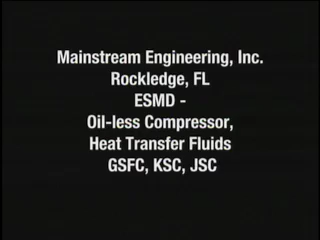 Mainstream Engineering, Inc.
Rockledge, FL
ESMD -
Oil-less Compressor,
Heat Transfer Fluids
GSFC, KSC, JSC